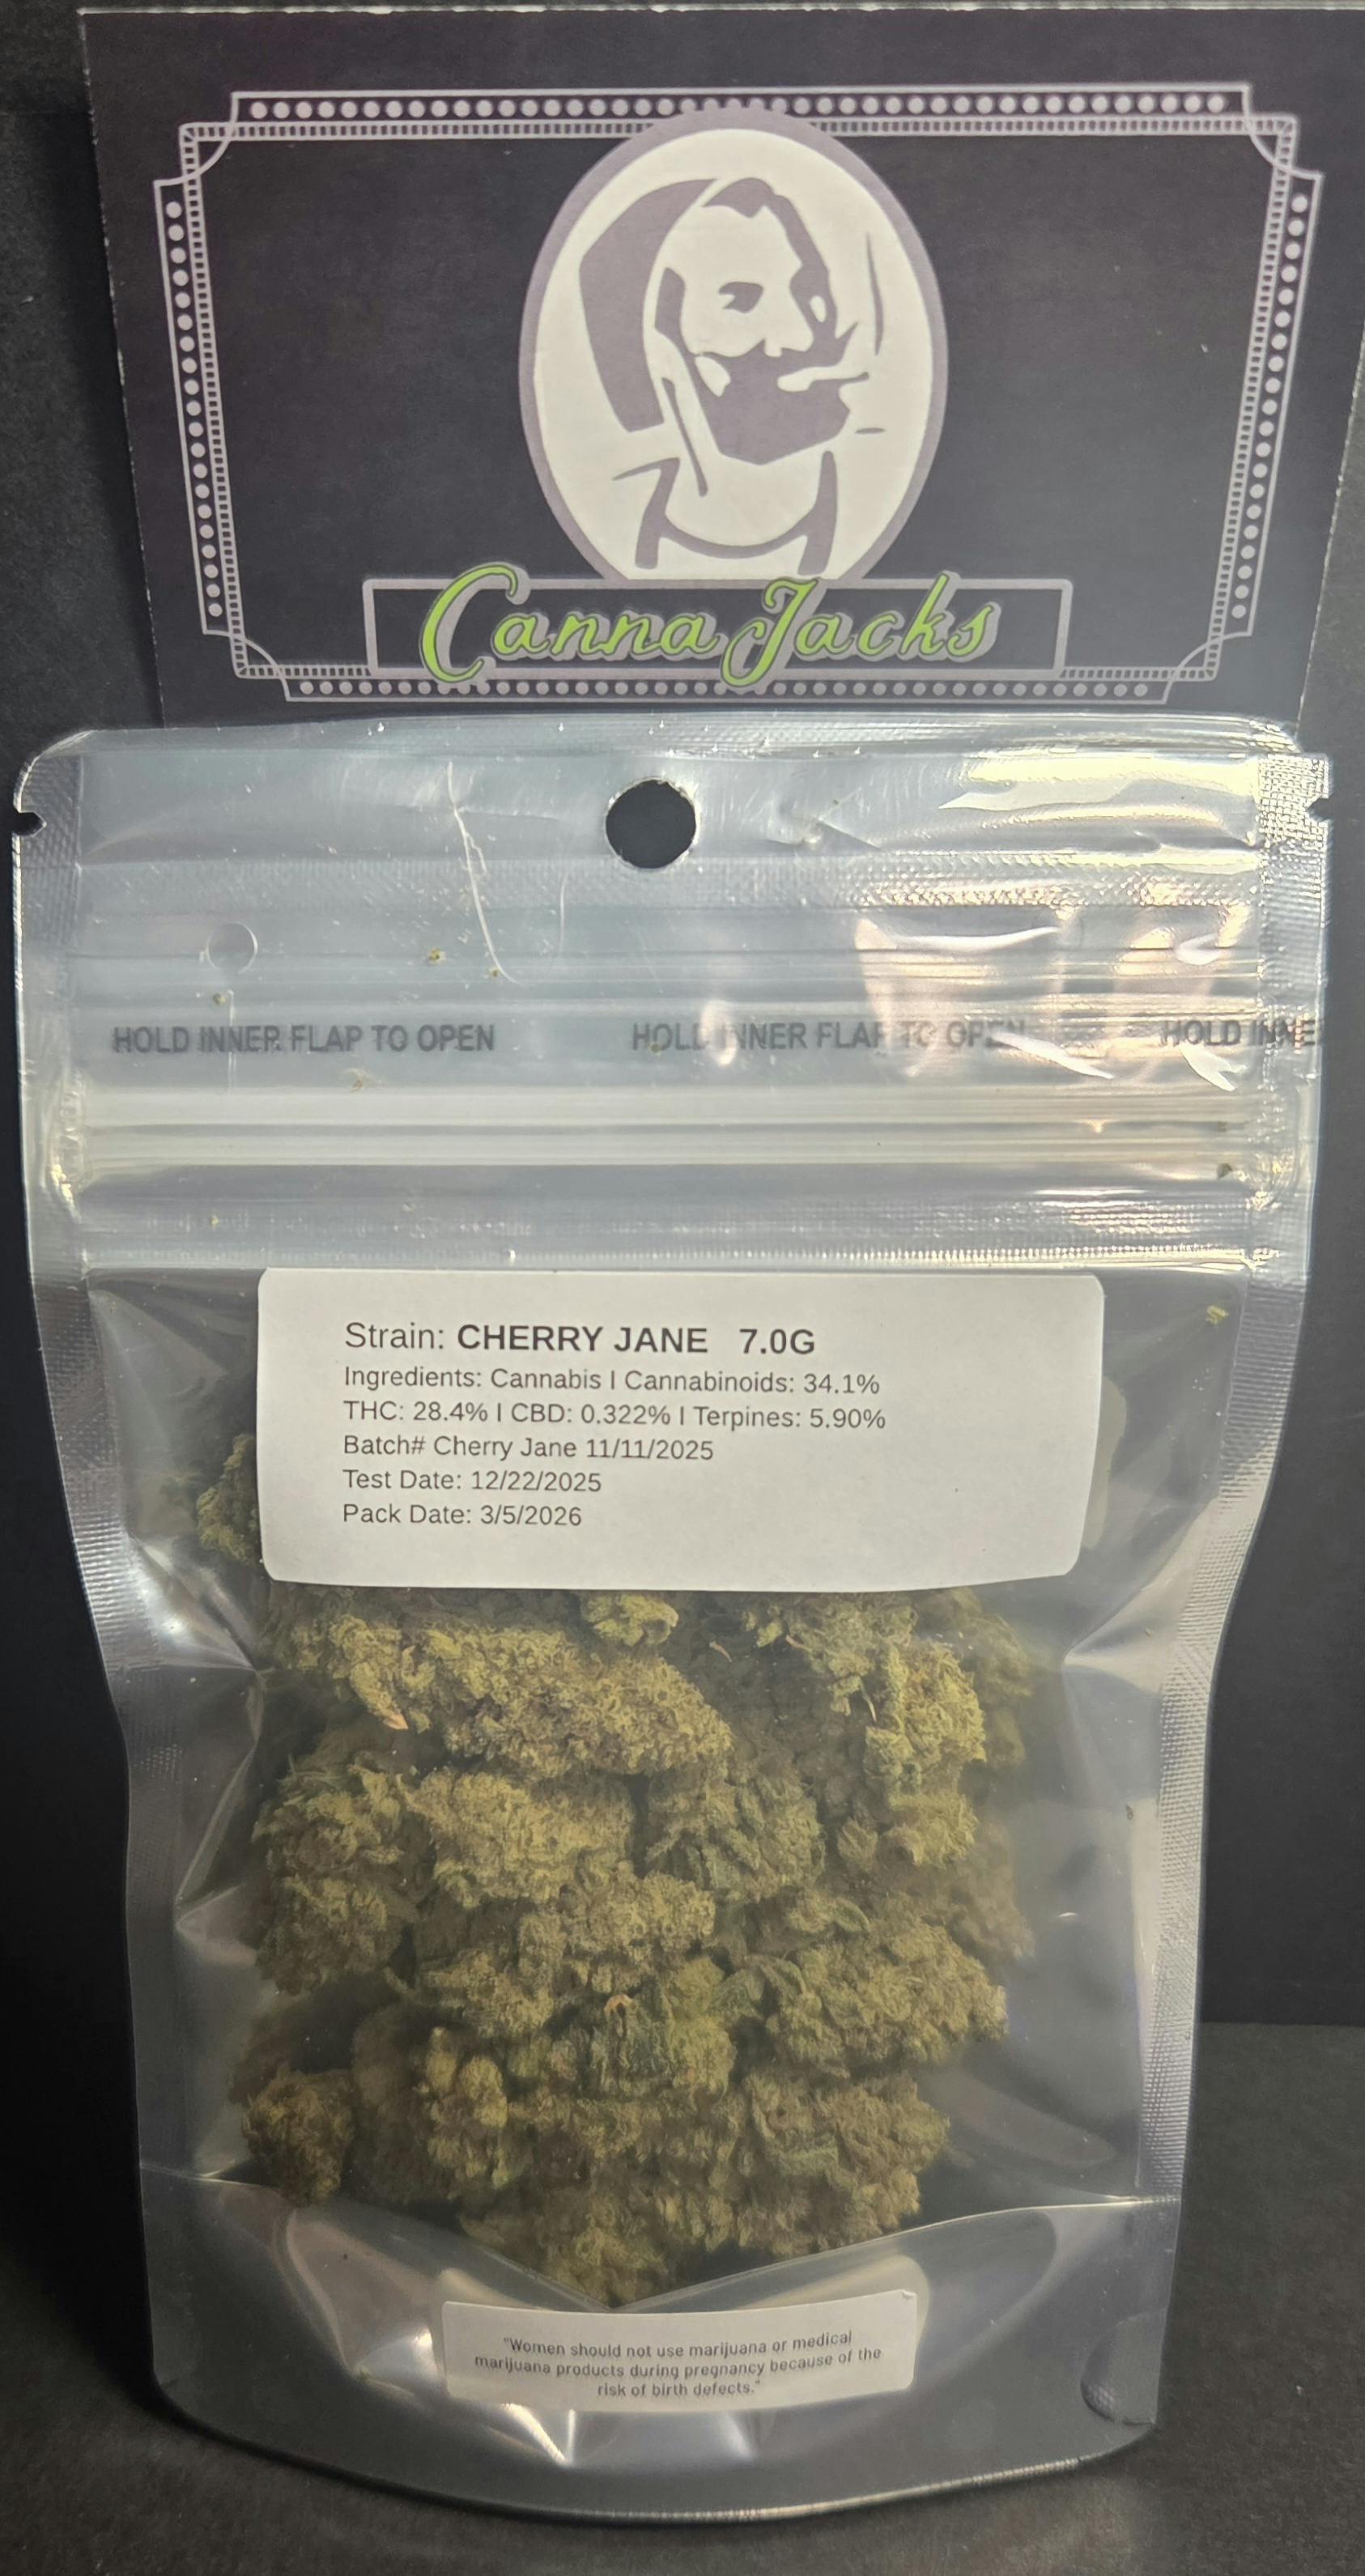 Canna Jacks
HOLD INNER FLAP TO OPEN HOLD INNER FLAP TO OPEN HOLD INNE
Strain: CHERRY JANE 7.0G
Ingredients: Cannabis I Cannabinoids: 34.1%
THC: 28.4% I CBD: 0.322% I Terpines: 5.90%
Batch# Cherry Jane 11/11/2025
Test Date: 12/22/2025
Pack Date: 3/5/2026
"Women should not use marijuana or medical
marijuana products during pregnancy because of the
risk of birth defects."